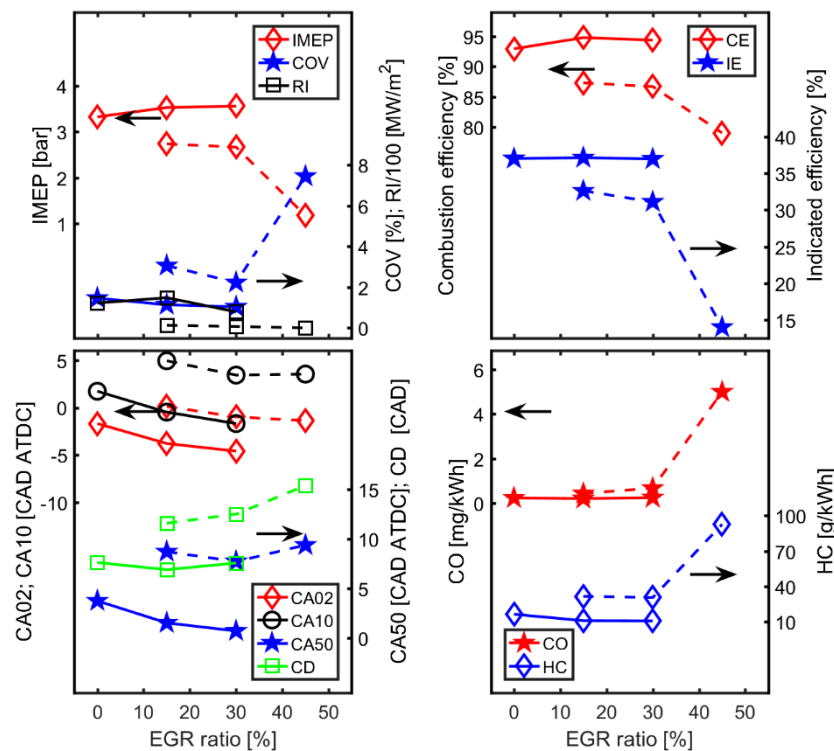 IMEP
COV
RI
IMEP [bar]
4
3
2
1
8
6
4
2
0
COV [%]; RI/100 [MW/m²]
CE
IE
Combustion efficiency [%]
95
90
85
80
40
35
30
25
20
15
Indicated efficiency [%]
CA02; CA10 [CAD ATDC]
5
0
-5
-10
15
10
5
0
CA50 [CAD ATDC]; CD [CAD]
CA02
CA10
CA50
CD
0 10 20 30 40 50
EGR ratio [%]
CO [mg/kWh]
6
4
2
0
100
70
40
10
HC [g/kWh]
CO
HC
0 10 20 30 40 50
EGR ratio [%]